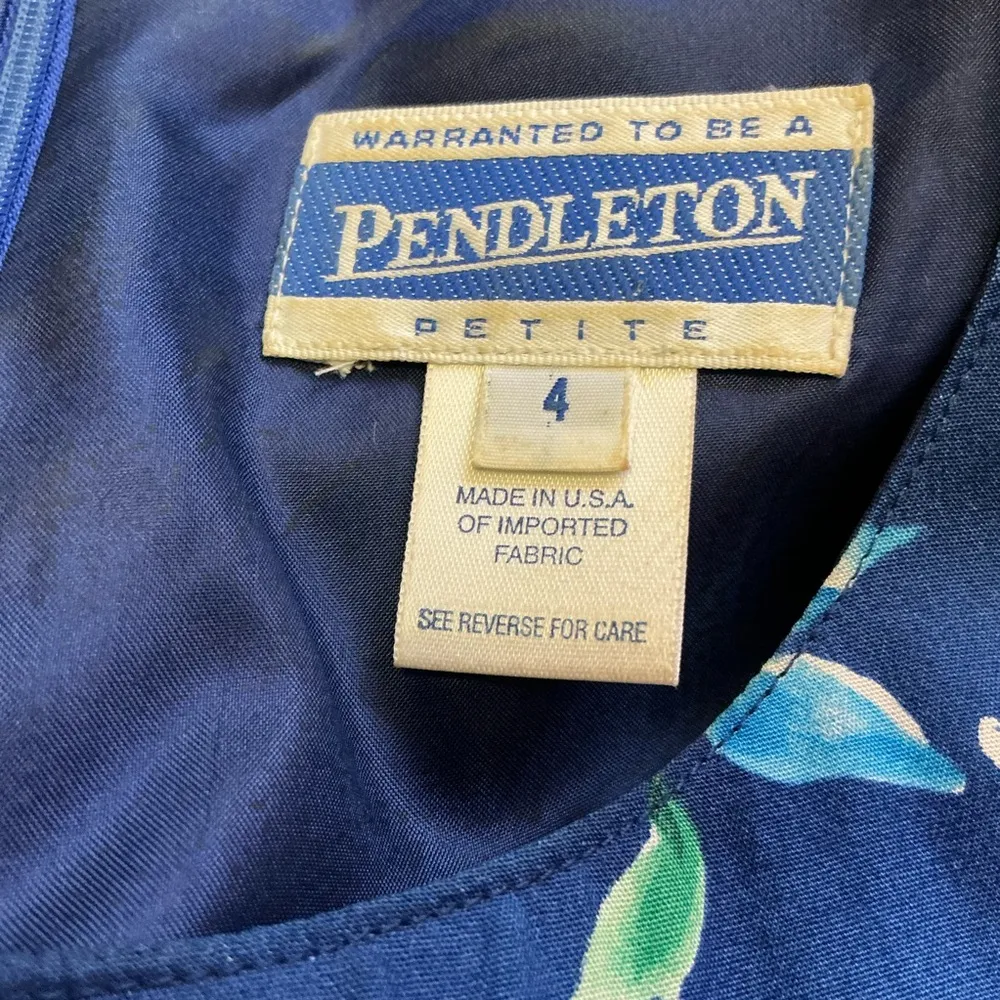 WARRANTED TO BE A
PENDLETON
PETITE
4
MADE IN U.S.A.
OF IMPORTED
FABRIC
SEE REVERSE FOR CARE